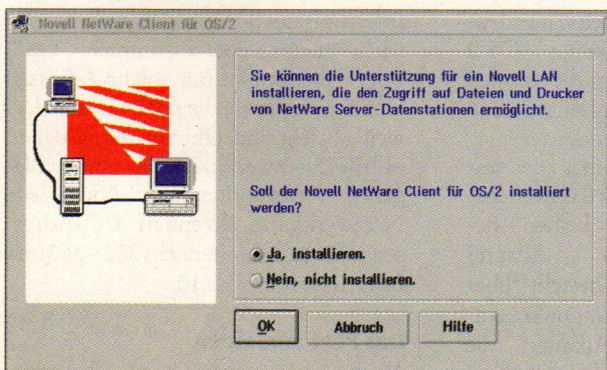 Novell NetWare Client für OS/2
Sie können die Unterstützung für ein Novell LAN
installieren, die den Zugriff auf Dateien und Drucker
von NetWare Server-Datenstationen ermöglicht.
Soll der Novell NetWare Client für OS/2 installiert
werden?
Ja, installieren.
Nein, nicht installieren.
OK
Abbruch
Hilfe